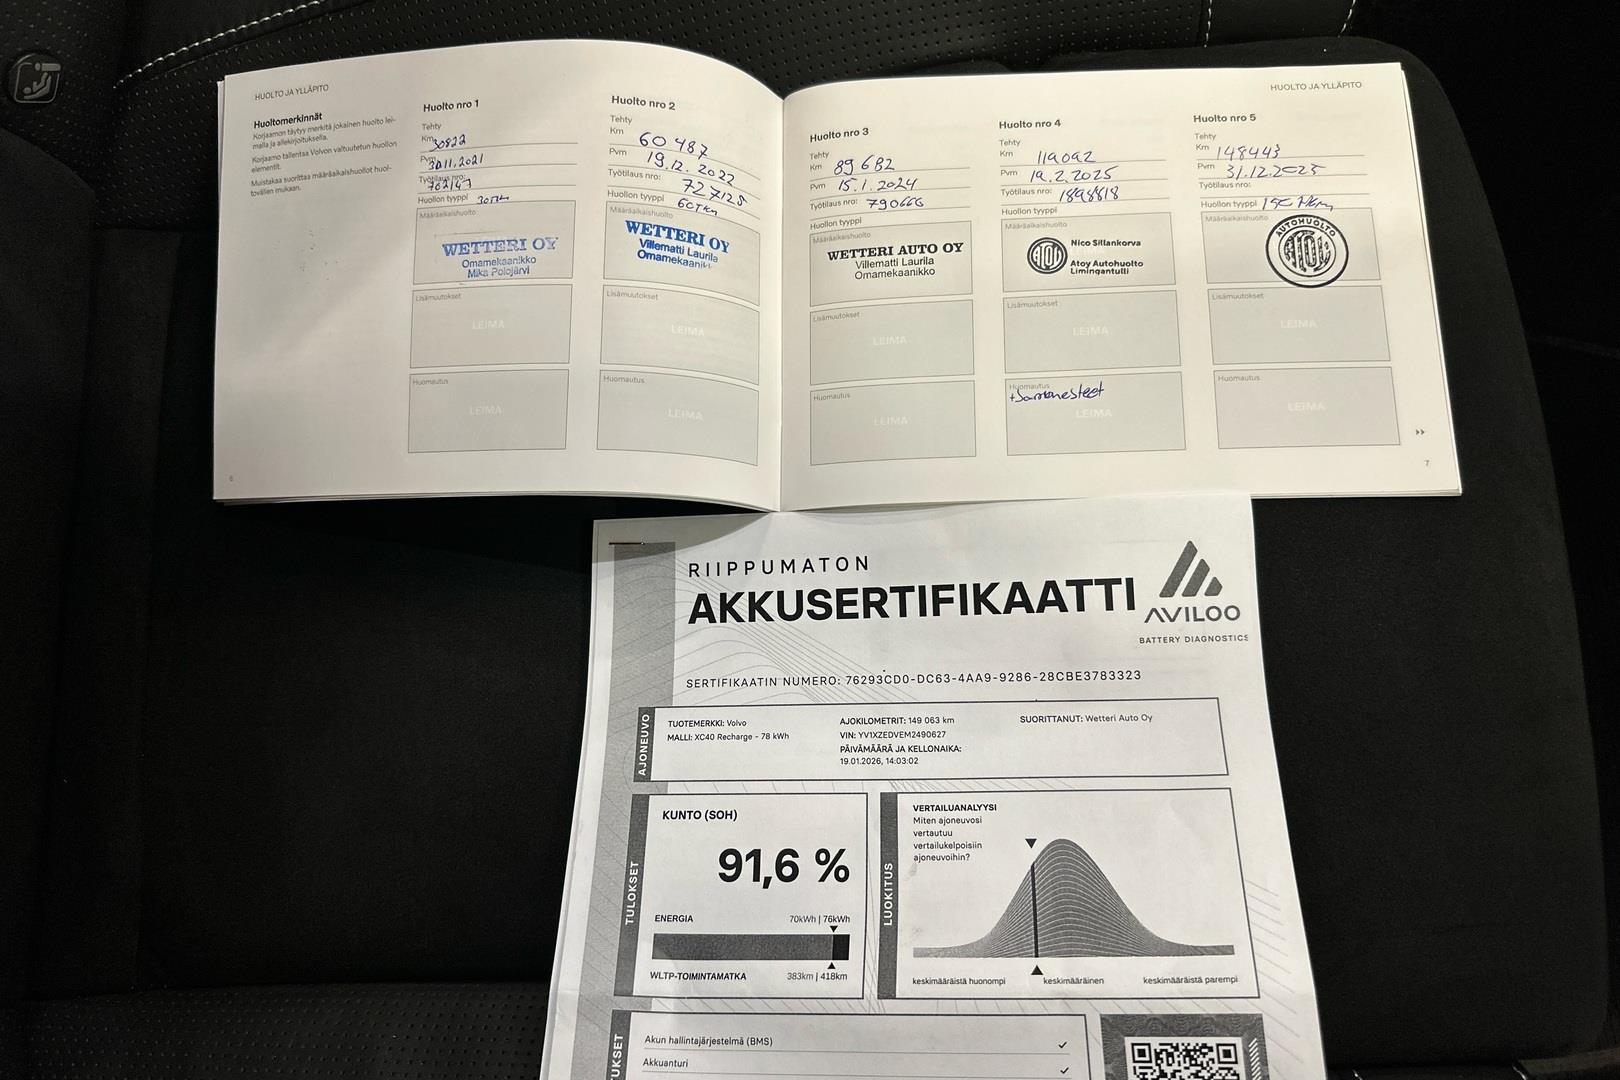 HUOLTO JA YLLÄPITO
Huoltomerkinnät
Korjaamon täytyy merkitä jokainen huolto lei-
malla ja allekirjoituksella.
Korjaamo tallentaa Volvon valtuutetun huollon
elementit.
Muistakaa suorittaa määräaikaishuollot huol-
tovälien mukaan.
6
Huolto nro 1
Tehty
Km 30822
Pvm 30.11.2021
Työtilaus nro:
702147
Huollon tyyppi 30Tkm
Määräaikaishuolto
WETTERI OY
Omamekaanikko
Mika Polojärvi
Lisämuutokset
LEIMA
Huomautus
LEIMA
Huolto nro 2
Tehty
Km 60 487
Pvm 19.12.2022
Työtilaus nro: 727125
Huollon tyyppi 60Tkm
Määräaikaishuolto
WETTERI OY
Villematti Laurila
Omamekaanikko
Lisämuutokset
LEIMA
Huomautus
LEIMA
HUOLTO JA YLLÄPITO
Huolto nro 3
Tehty
Km 89 682
Pvm 15.1.2024
Työtilaus nro: 790666
Huollon tyyppi
Määräaikaishuolto
WETTERI AUTO OY
Villematti Laurila
Omamekaanikko
Lisämuutokset
LEIMA
Huomautus
LEIMA
Huolto nro 4
Tehty
Km 119092
Pvm 19.2.2025
Työtilaus nro: 1898818
Huollon tyyppi
Määräaikaishuolto
Nico Sillankorva
Atoy Autohuolto
Limingantulli
Lisämuutokset
LEIMA
Huomautus
+Jarrunesteet
LEIMA
Huolto nro 5
Tehty
Km 148443
Pvm 31.12.2025
Työtilaus nro:
Huollon tyyppi 150 Tkm
Määräaikaishuolto
AUTOHUOLTO
Lisämuutokset
LEIMA
Huomautus
LEIMA
7
RIIPPUMATON
AKKUSERTIFIKAATTI
AVILOO
BATTERY DIAGNOSTICS
SERTIFIKAATIN NUMERO: 76293CD0-DC63-4AA9-9286-28CBE3783323
AJONEUVO
TUOTEMERKKI: Volvo
MALLI: XC40 Recharge - 78 kWh
AJOKILOMETRIT: 149 063 km
VIN: YV1XZEDVEM2490627
PÄIVÄMÄÄRÄ JA KELLONAIKA:
19.01.2026, 14:03:02
SUORITTANUT: Wetteri Auto Oy
TULOKSET
KUNTO (SOH)
91,6 %
ENERGIA 70kWh | 76kWh
WLTP-TOIMINTAMATKA 383km | 418km
LUOKITUS
VERTAILUANALYYSI
Miten ajoneuvosi
vertautuu
vertailukelpoisiin
ajoneuvoihin?
keskimääräistä huonompi keskimääräinen keskimääräistä parempi
Akun hallintajärjestelmä (BMS)
Akkuanturi